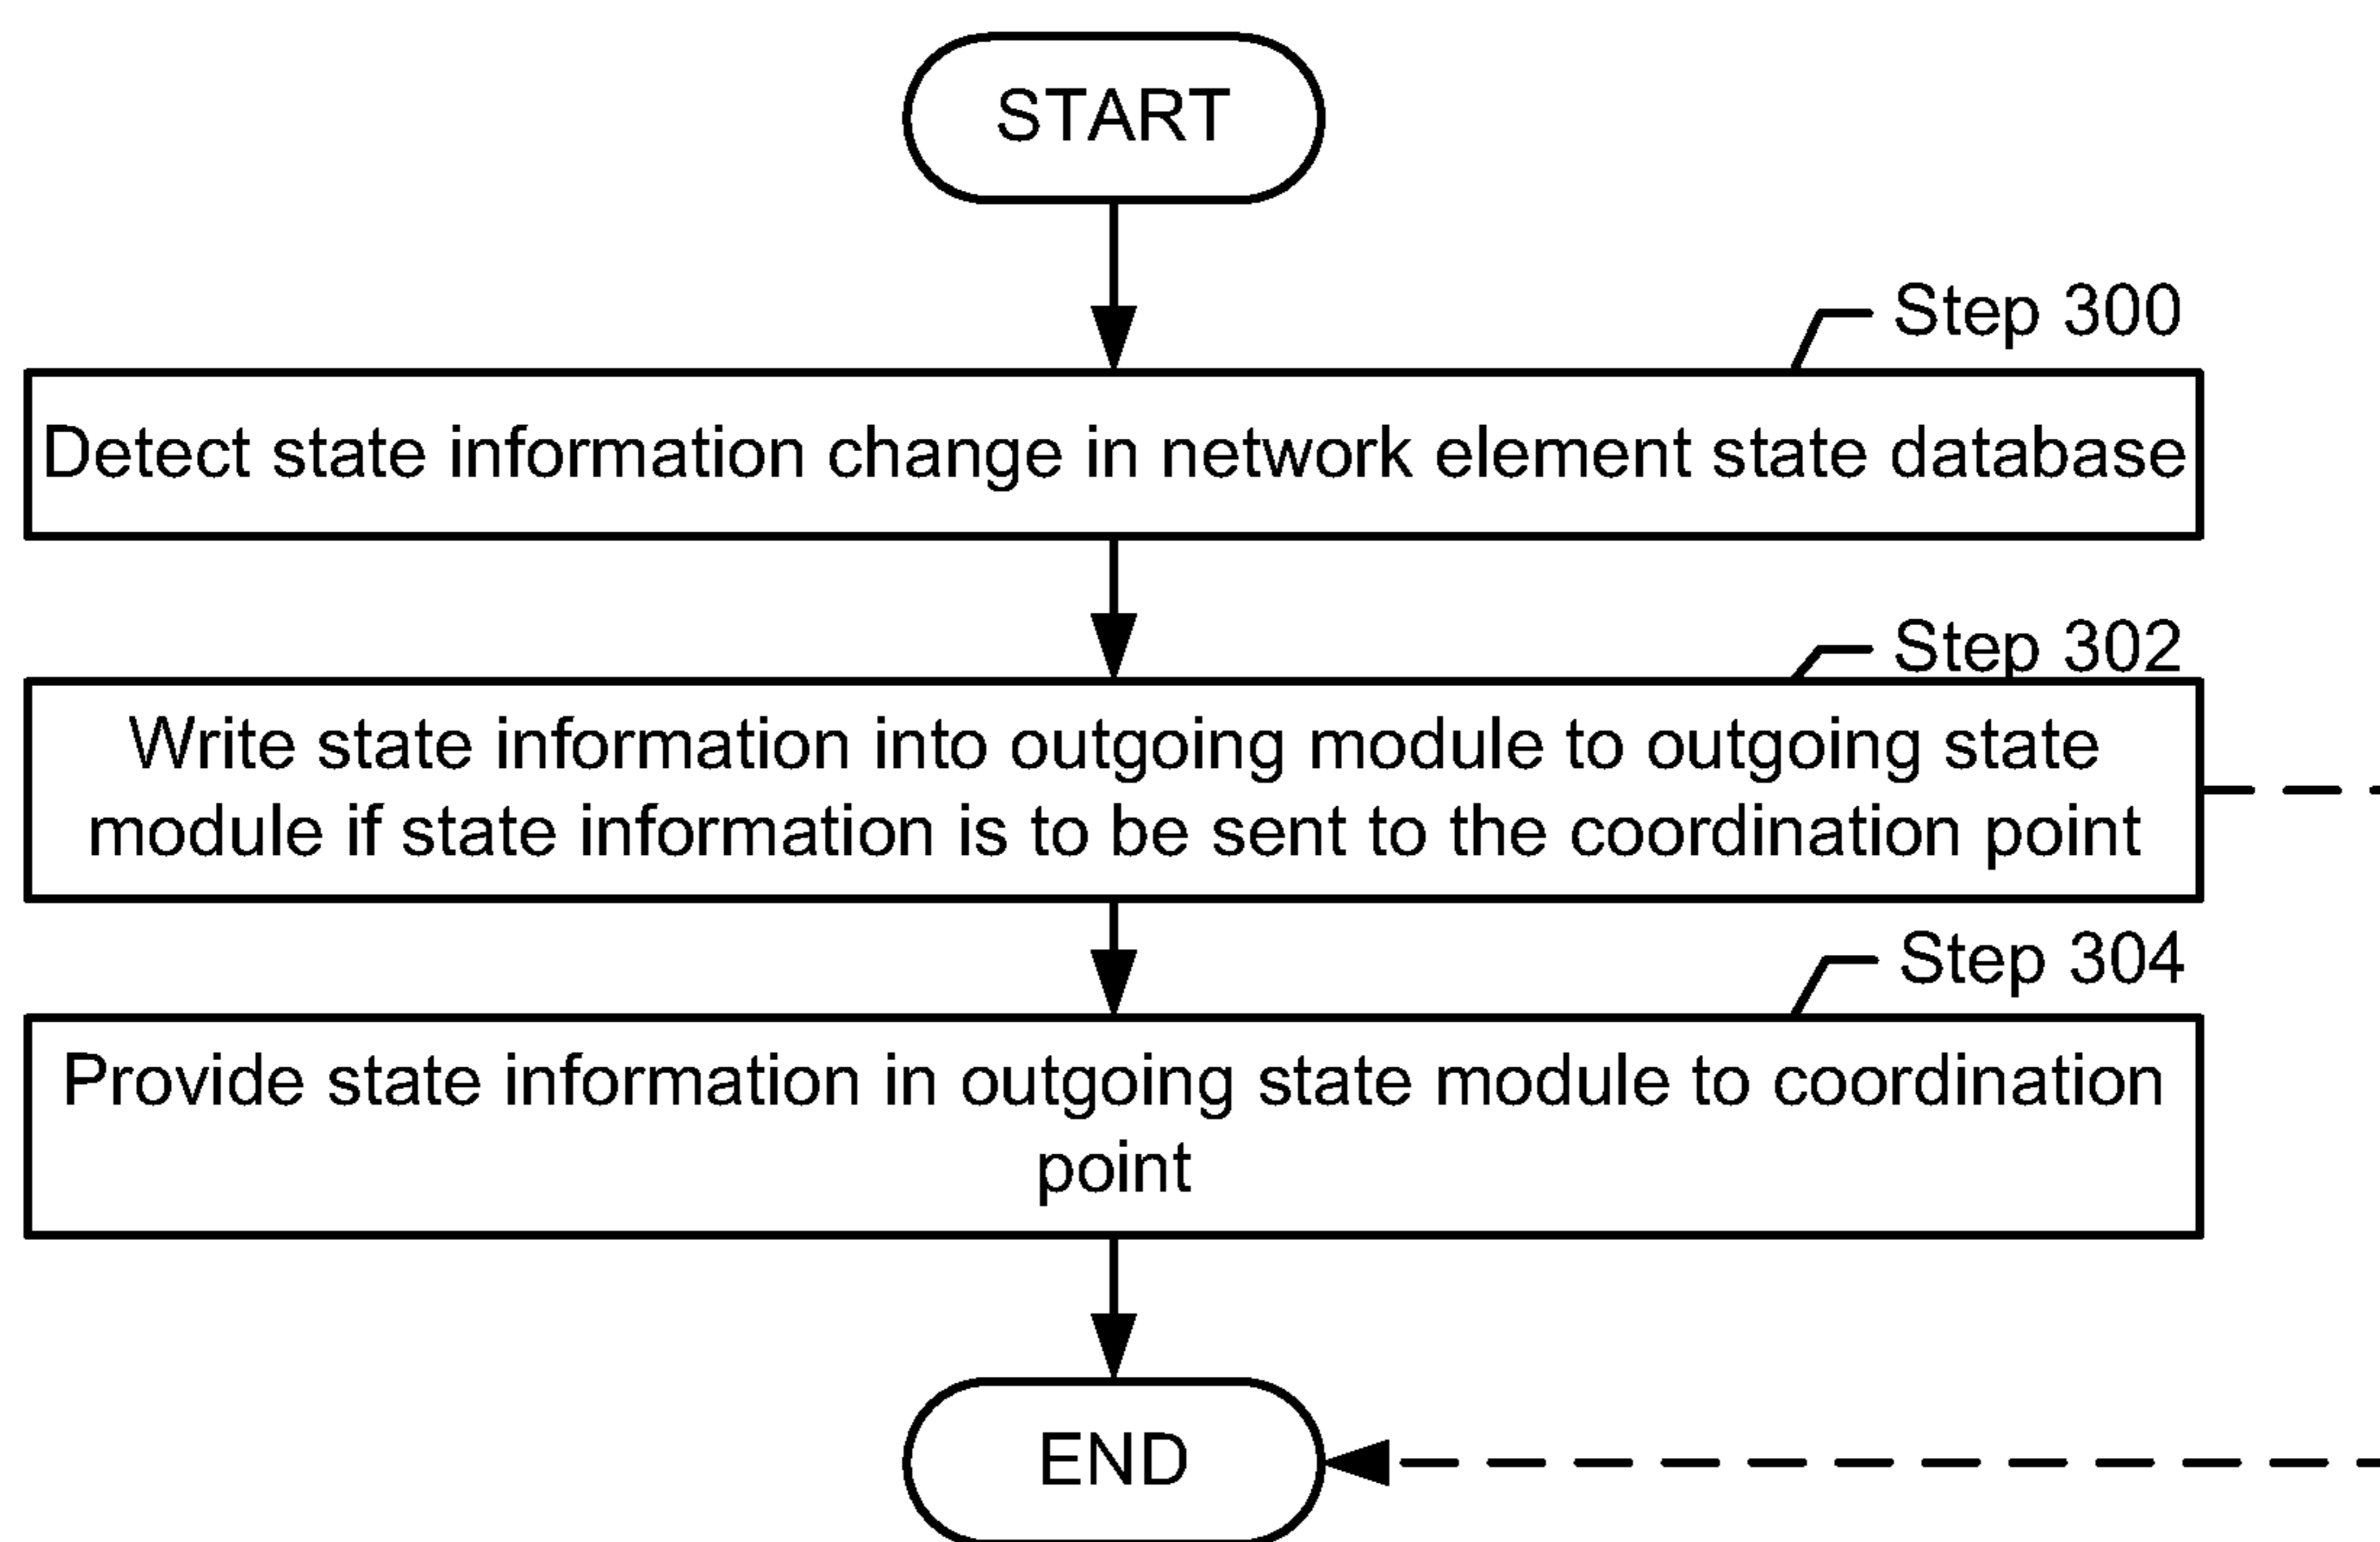 START
Step 300
Detect state information change in network element state database
Step 302
Write state information into outgoing module to outgoing state
module if state information is to be sent to the coordination point
Step 304
Provide state information in outgoing state module to coordination
point
END